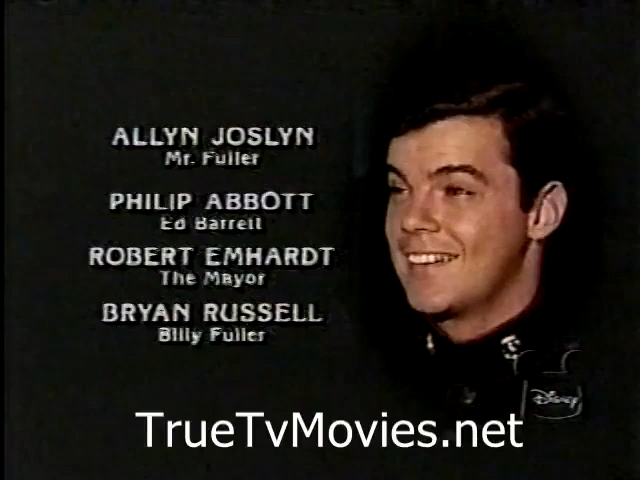 ALLYN JOSLYN
Mr. Fuller
PHILIP ABBOTT
Ed Barrett
ROBERT EMHARDT
The Mayor
BRYAN RUSSELL
Billy Fuller
Disney
TrueTvMovies.net